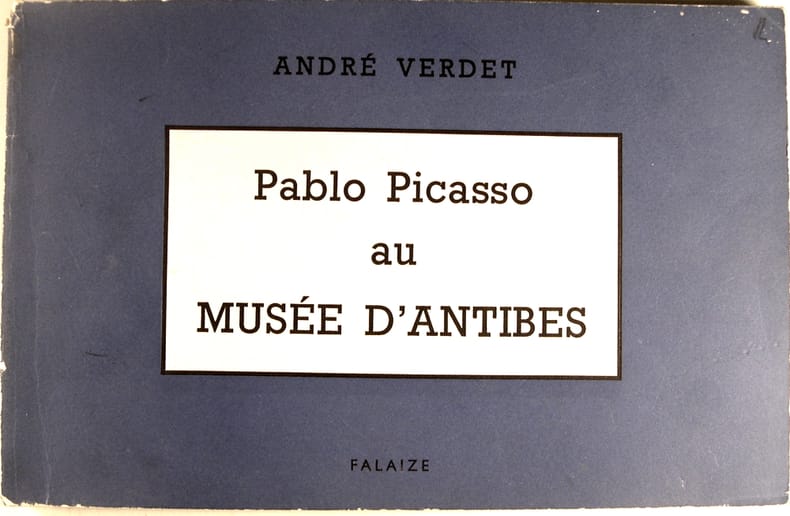 ANDRÉ VERDET
Pablo Picasso
au
MUSÉE D'ANTIBES
FALAIZE